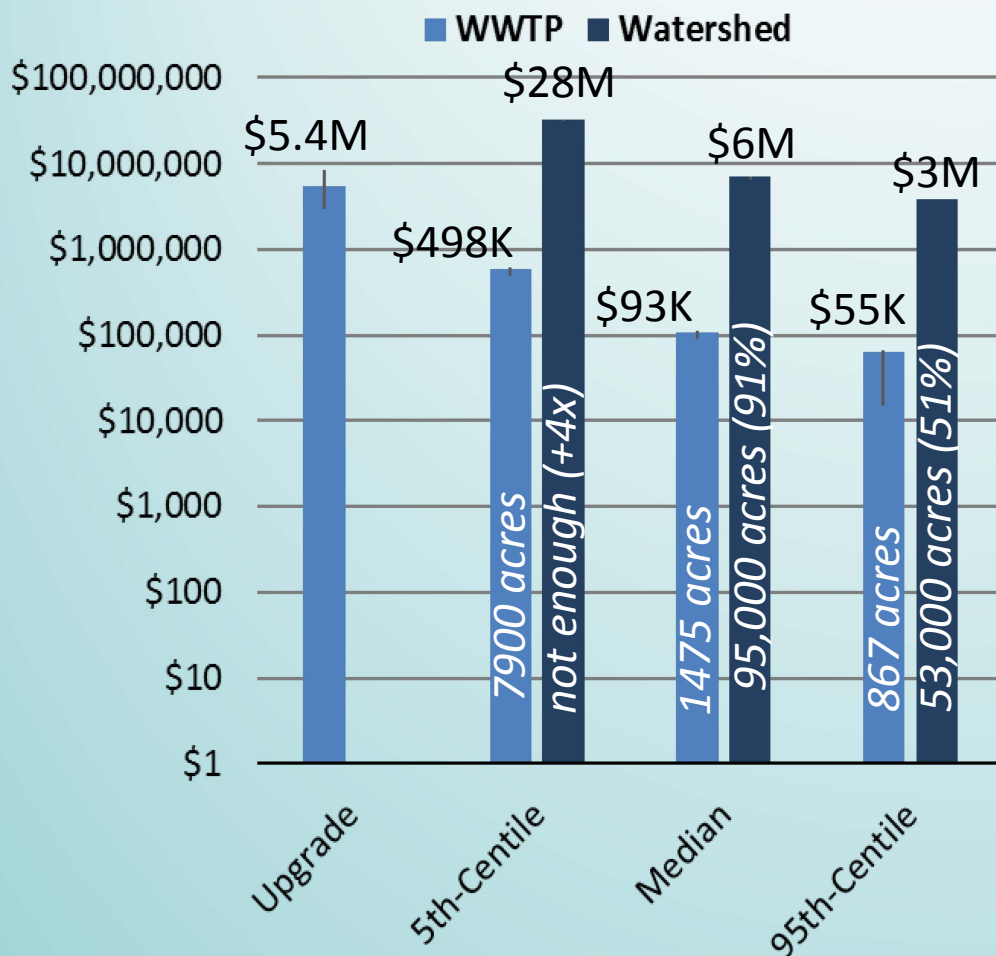 WWTP Watershed
$100,000,000
$10,000,000
$1,000,000
$100,000
$10,000
$1,000
$100
$10
$1
$5.4M
$498K
$28M
$93K
$6M
$55K
$3M
7900 acres
not enough (+4x)
1475 acres
95,000 acres (91%)
867 acres
53,000 acres (51%)
Upgrade
5th-Centile
Median
95th-Centile